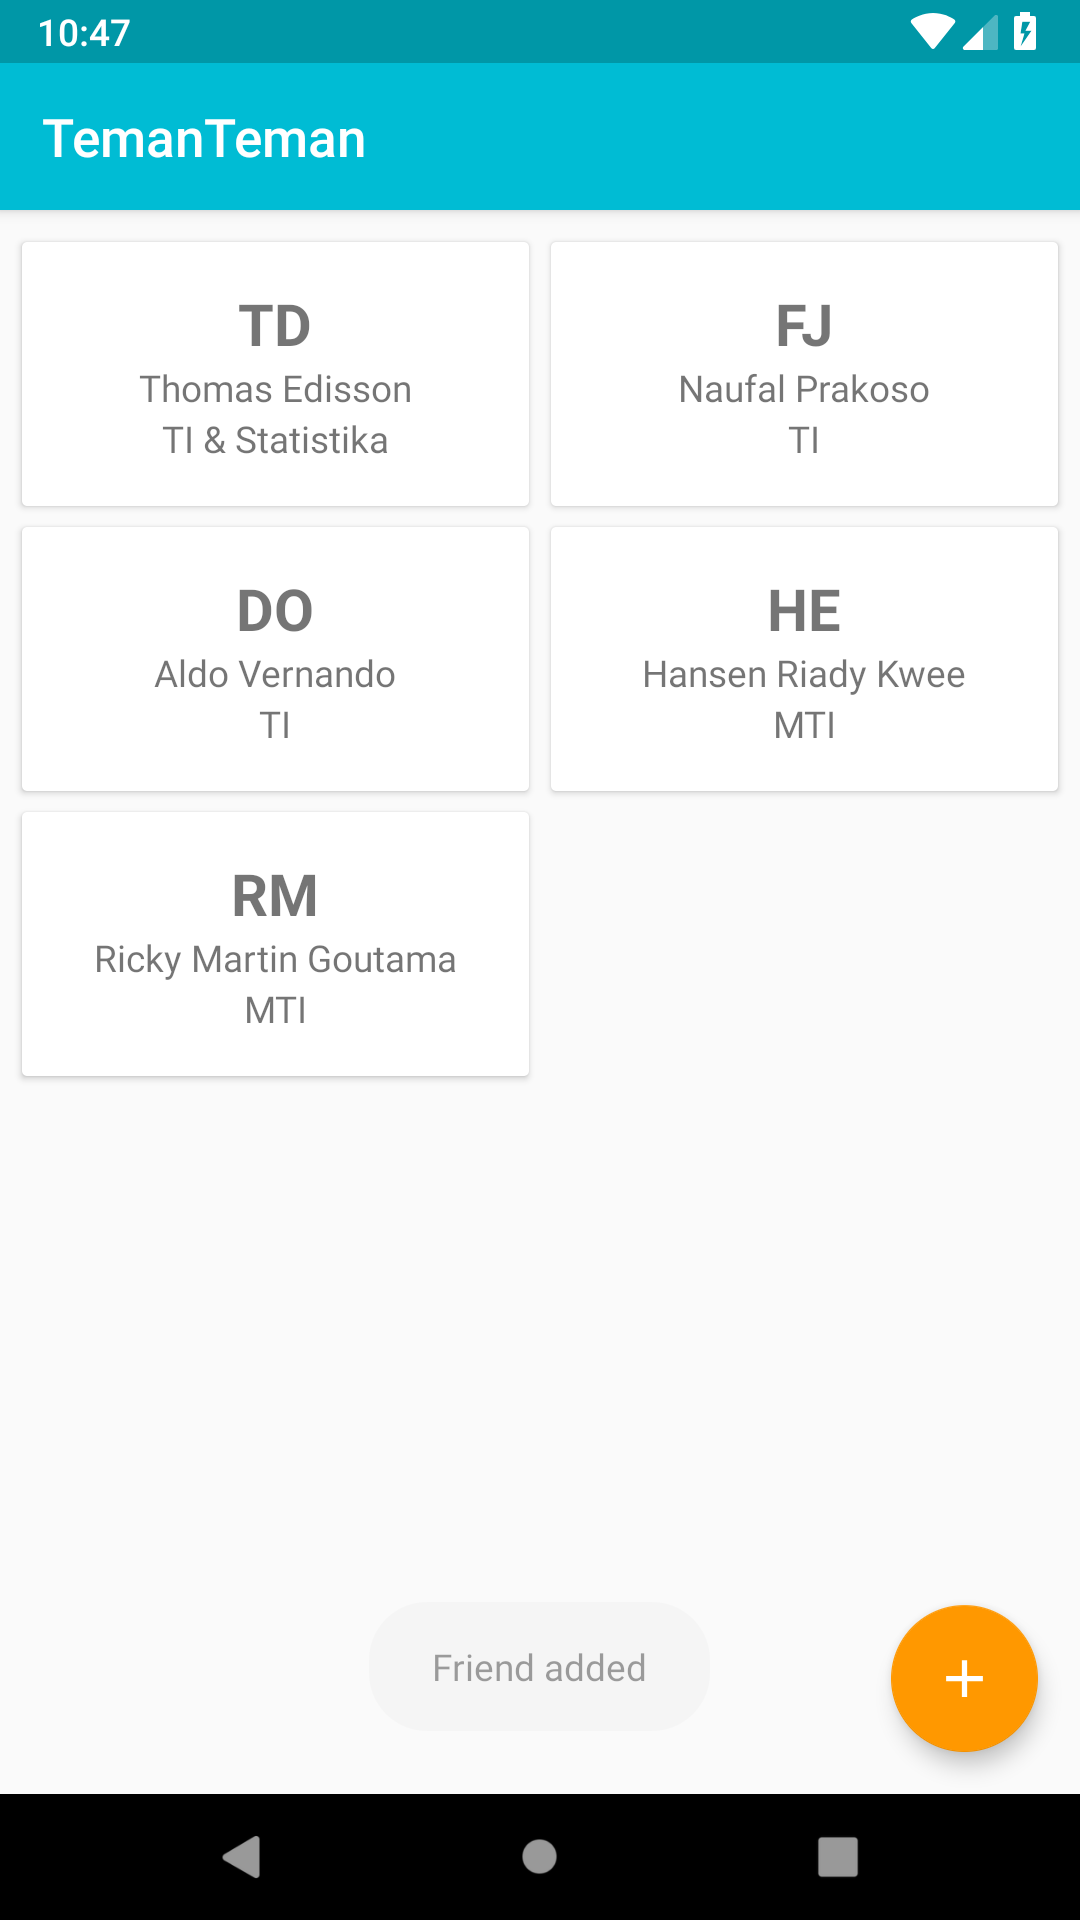 10:47
TemanTeman
TD
Thomas Edisson
TI & Statistika
FJ
Naufal Prakoso
TI
DO
Aldo Vernando
TI
HE
Hansen Riady Kwee
MTI
RM
Ricky Martin Goutama
MTI
Friend added